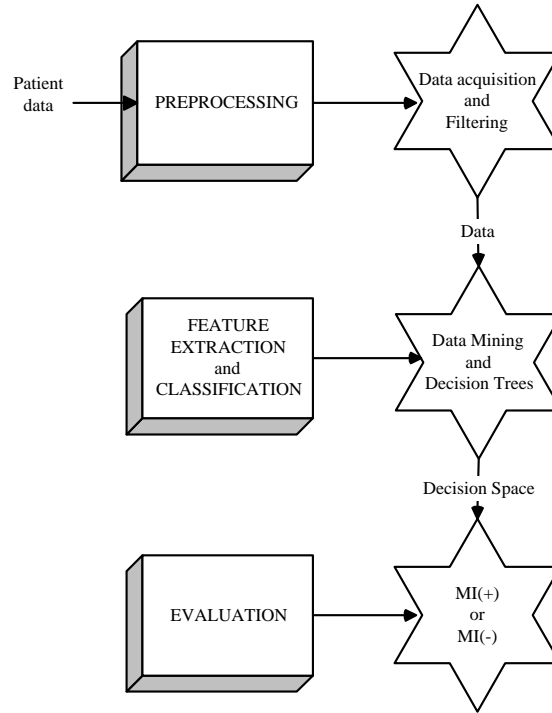 Patient
data
PREPROCESSING
Data acquisition
and
Filtering
Data
FEATURE
EXTRACTION
and
CLASSIFICATION
Data Mining
and
Decision Trees
Decision Space
EVALUATION
MI(+)
or
MI(-)